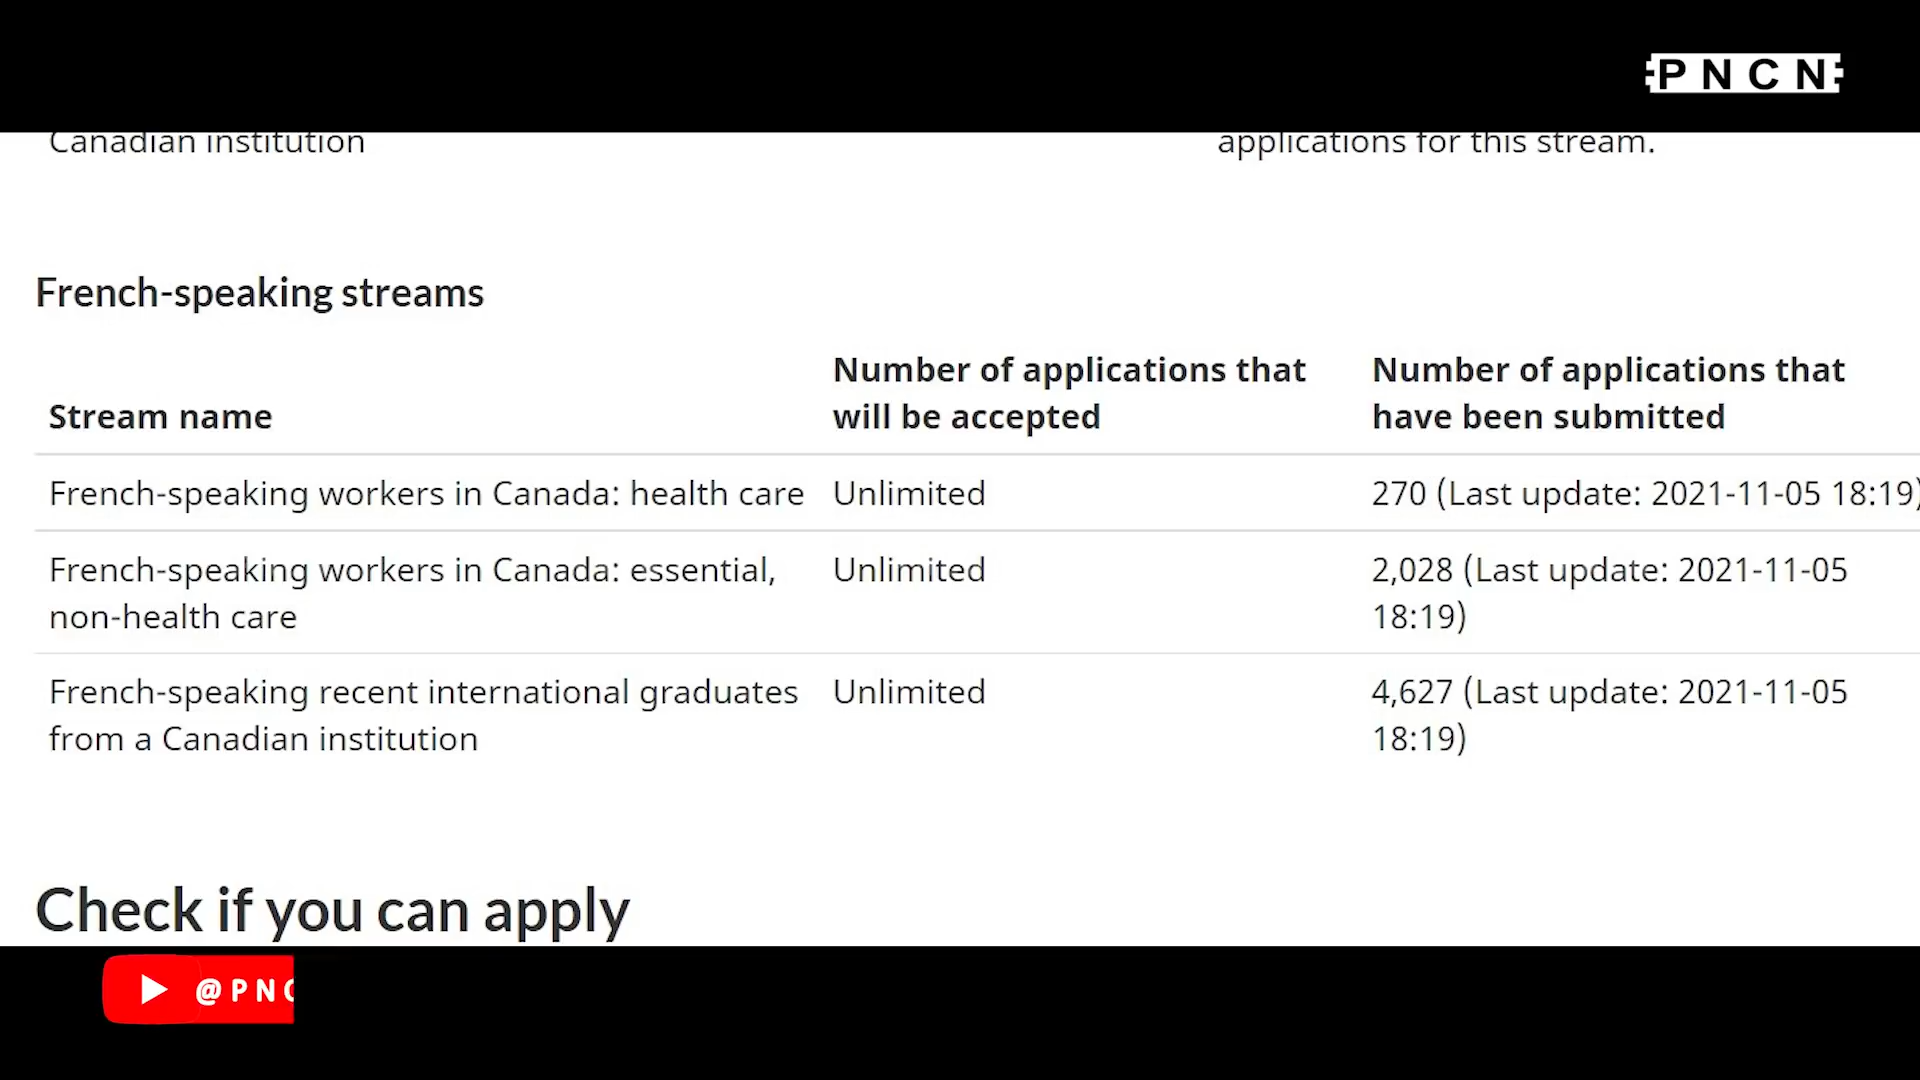 PNCN
Canadian institution
applications for this stream.
French-speaking streams
Stream name
Number of applications that
will be accepted
Number of applications that
have been submitted
French-speaking workers in Canada: health care
Unlimited
270 (Last update: 2021-11-05 18:19)
French-speaking workers in Canada: essential,
non-health care
Unlimited
2,028 (Last update: 2021-11-05
18:19)
French-speaking recent international graduates
from a Canadian institution
Unlimited
4,627 (Last update: 2021-11-05
18:19)
Check if you can apply
@PNC